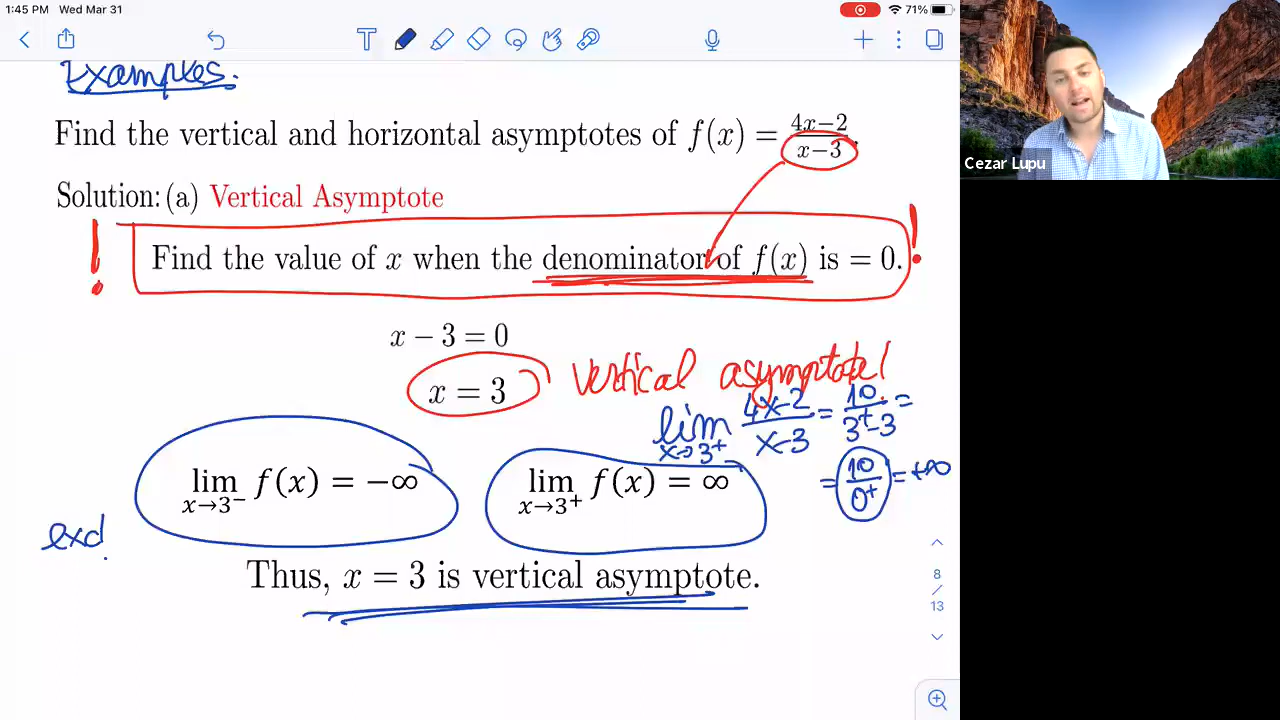 1:45 PM Wed Mar 31
71%
Examples.
Find the vertical and horizontal asymptotes of f(x) = 4x−2 / x−3.
Cezar Lupu
Solution: (a) Vertical Asymptote
! Find the value of x when the denominator of f(x) is = 0. !
x − 3 = 0
x = 3 vertical asymptote!
lim x→3⁺ 4x-2 / x-3 = 10 / 3⁺-3 =
= 10 / 0⁺ = +∞
lim x→3⁻ f(x) = −∞
lim x→3⁺ f(x) = ∞
exd
Thus, x = 3 is vertical asymptote.
8
/
13